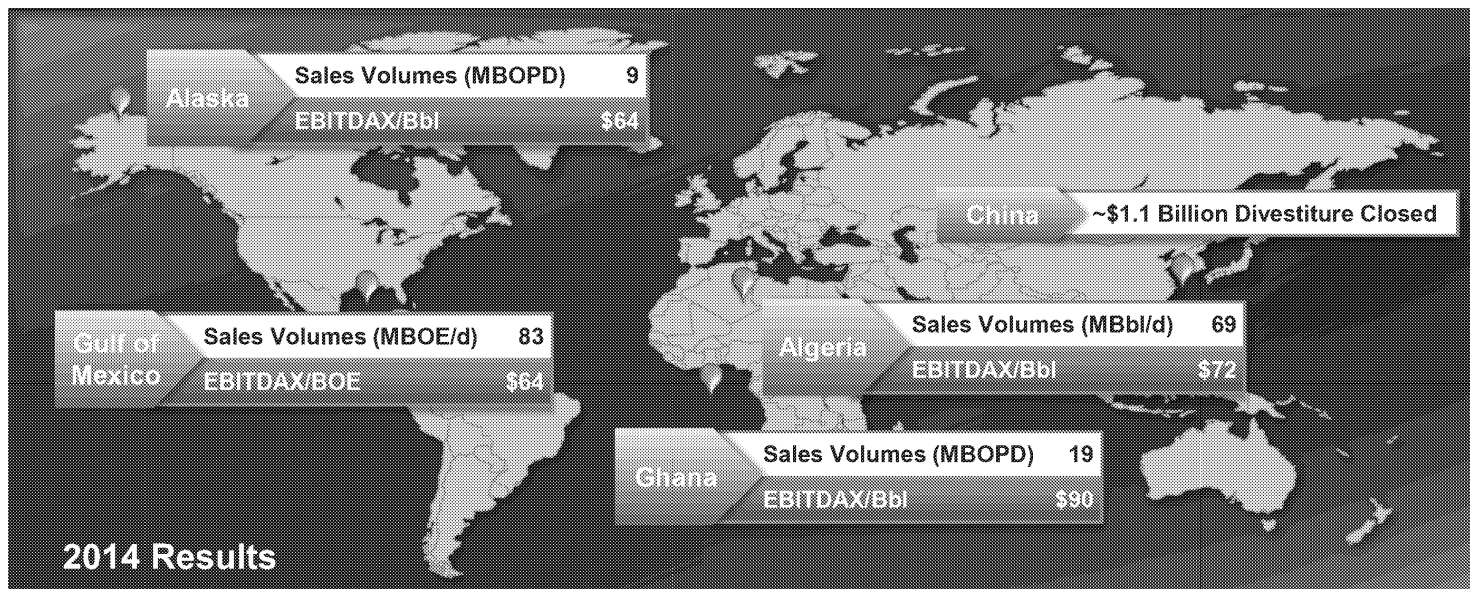 Alaska
Sales Volumes (MBOPD) 9
EBITDAX/Bbl $64
China
~$1.1 Billion Divestiture Closed
Gulf of
Mexico
Sales Volumes (MBOE/d) 83
EBITDAX/BOE $64
Algeria
Sales Volumes (MBbl/d) 69
EBITDAX/Bbl $72
Ghana
Sales Volumes (MBOPD) 19
EBITDAX/Bbl $90
2014 Results